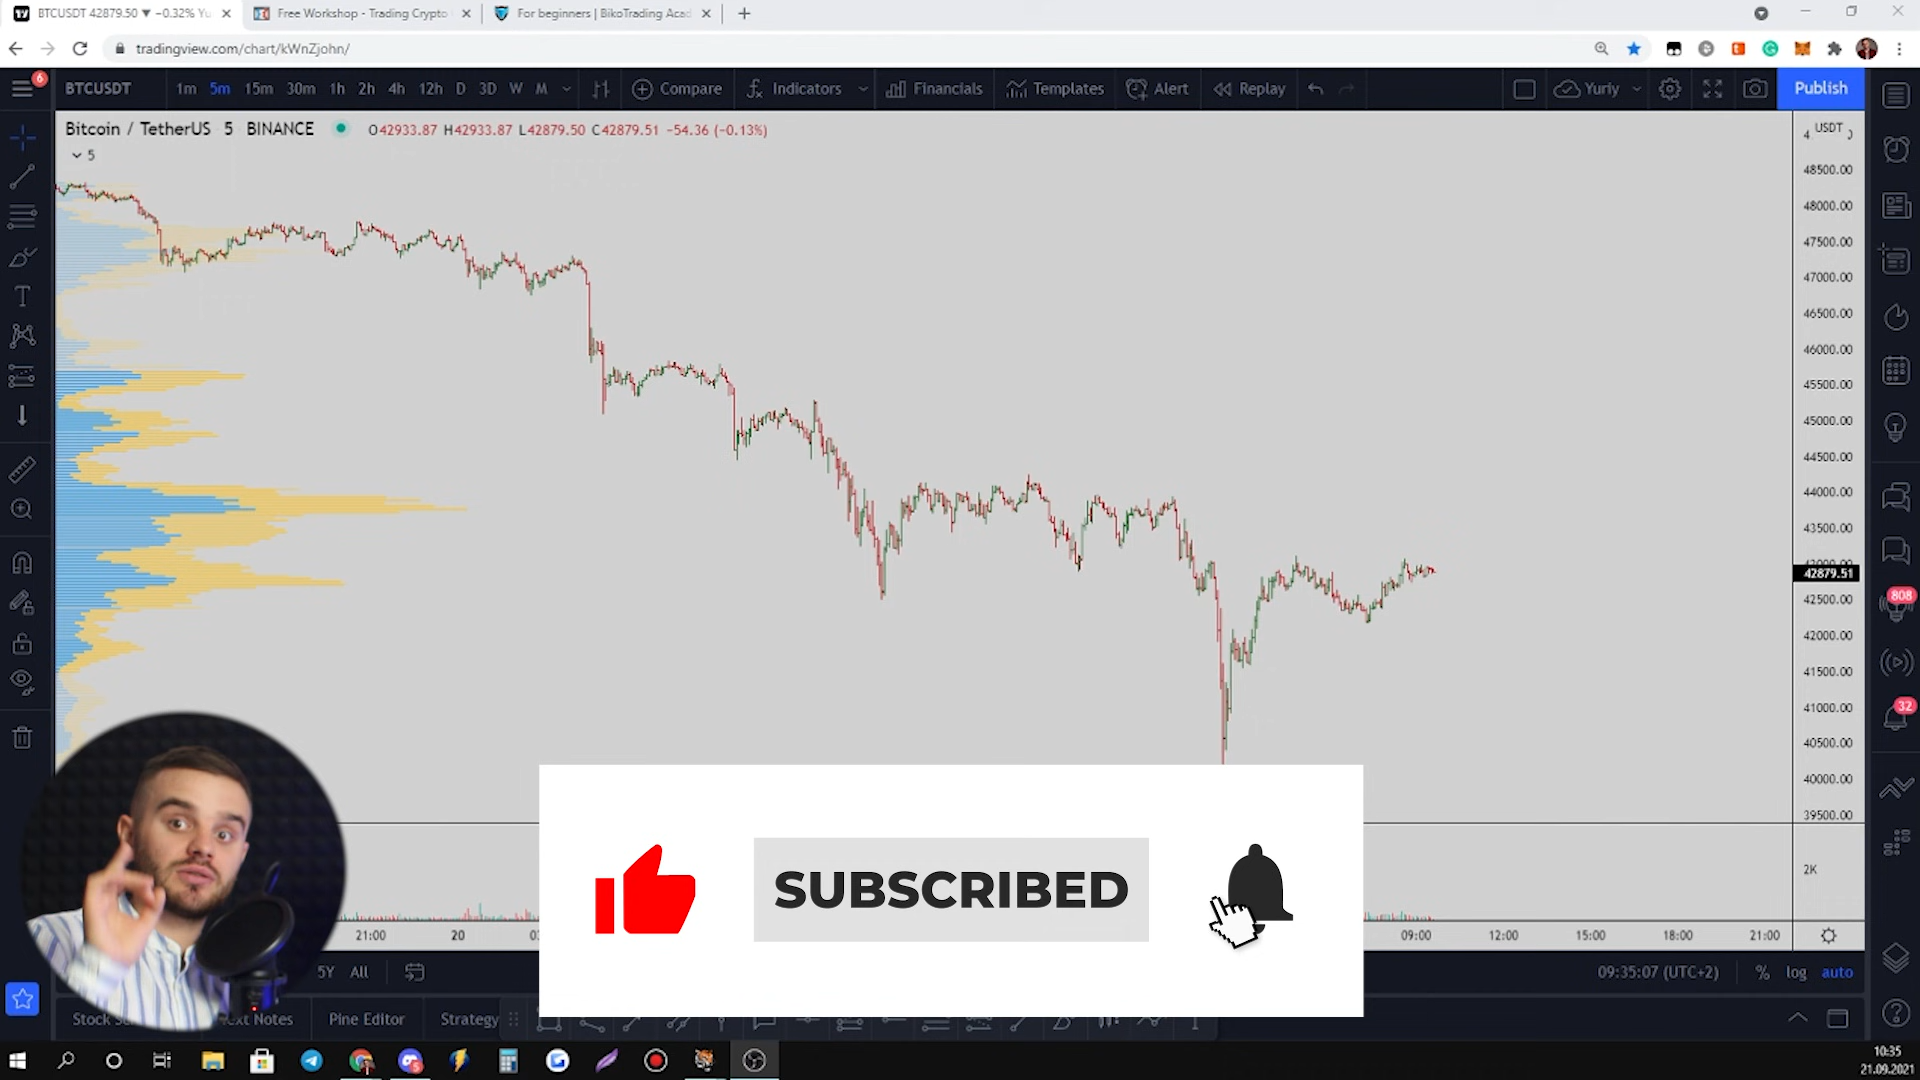 BTCUSDT 42879.50 ▼ −0.32% Yu
Free Workshop - Trading Crypto
For beginners | BikoTrading Acad
tradingview.com/chart/kWnZjohn/
6
BTCUSDT 1m 5m 15m 30m 1h 2h 4h 12h D 3D W M Compare Indicators Financials Templates Alert Replay Yuriy Publish
Bitcoin / TetherUS 5 BINANCE O42933.87 H42933.87 L42879.50 C42879.51 −54.36 (−0.13%)
5
USDT
48500.00
48000.00
47500.00
47000.00
46500.00
46000.00
45500.00
45000.00
44500.00
44000.00
43500.00
42879.51
42500.00
42000.00
41500.00
41000.00
40500.00
40000.00
39500.00
2K
808
32
SUBSCRIBED
21:00 20 09:00 12:00 15:00 18:00 21:00
5Y All 09:35:07 (UTC+2) % log auto
Stock Notes Pine Editor Strategy
5
10:35
21.09.2021